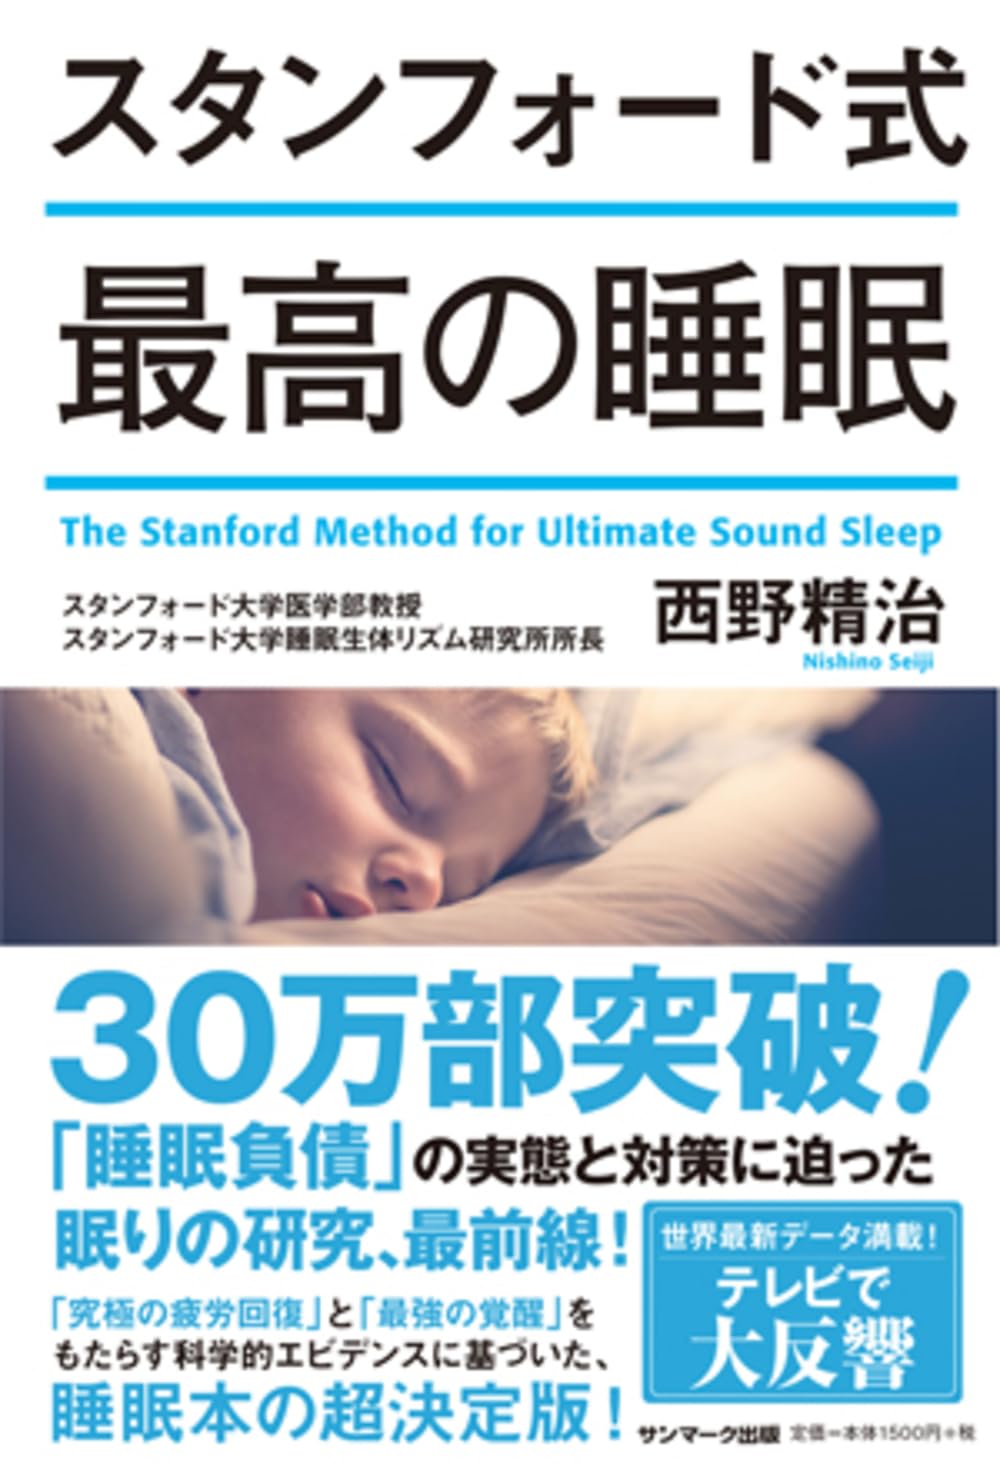 スタンフォード式
最高の睡眠
The Stanford Method for Ultimate Sound Sleep
スタンフォード大学医学部教授
スタンフォード大学睡眠生体リズム研究所所長
西野精治
Nishino Seiji
30万部突破!
「睡眠負債」の実態と対策に迫った
眠りの研究、最前線!
「究極の疲労回復」と「最強の覚醒」を
もたらす科学的エビデンスに基づいた、
睡眠本の超決定版!
世界最新データ満載!
テレビで
大反響
サンマーク出版 定価=本体1500円+税